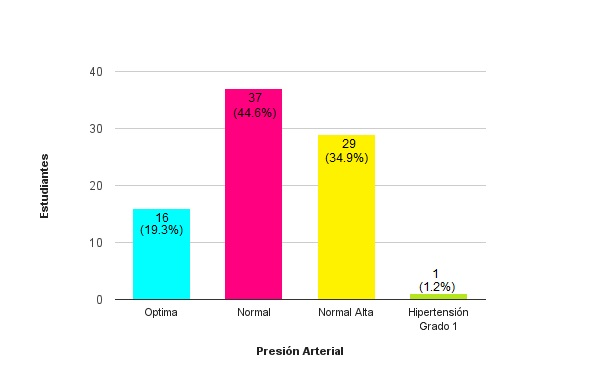 Estudiantes
40
30
20
10
0
16
(19.3%)
37
(44.6%)
29
(34.9%)
1
(1.2%)
Optima
Normal
Normal Alta
Hipertensión
Grado 1
Presión Arterial